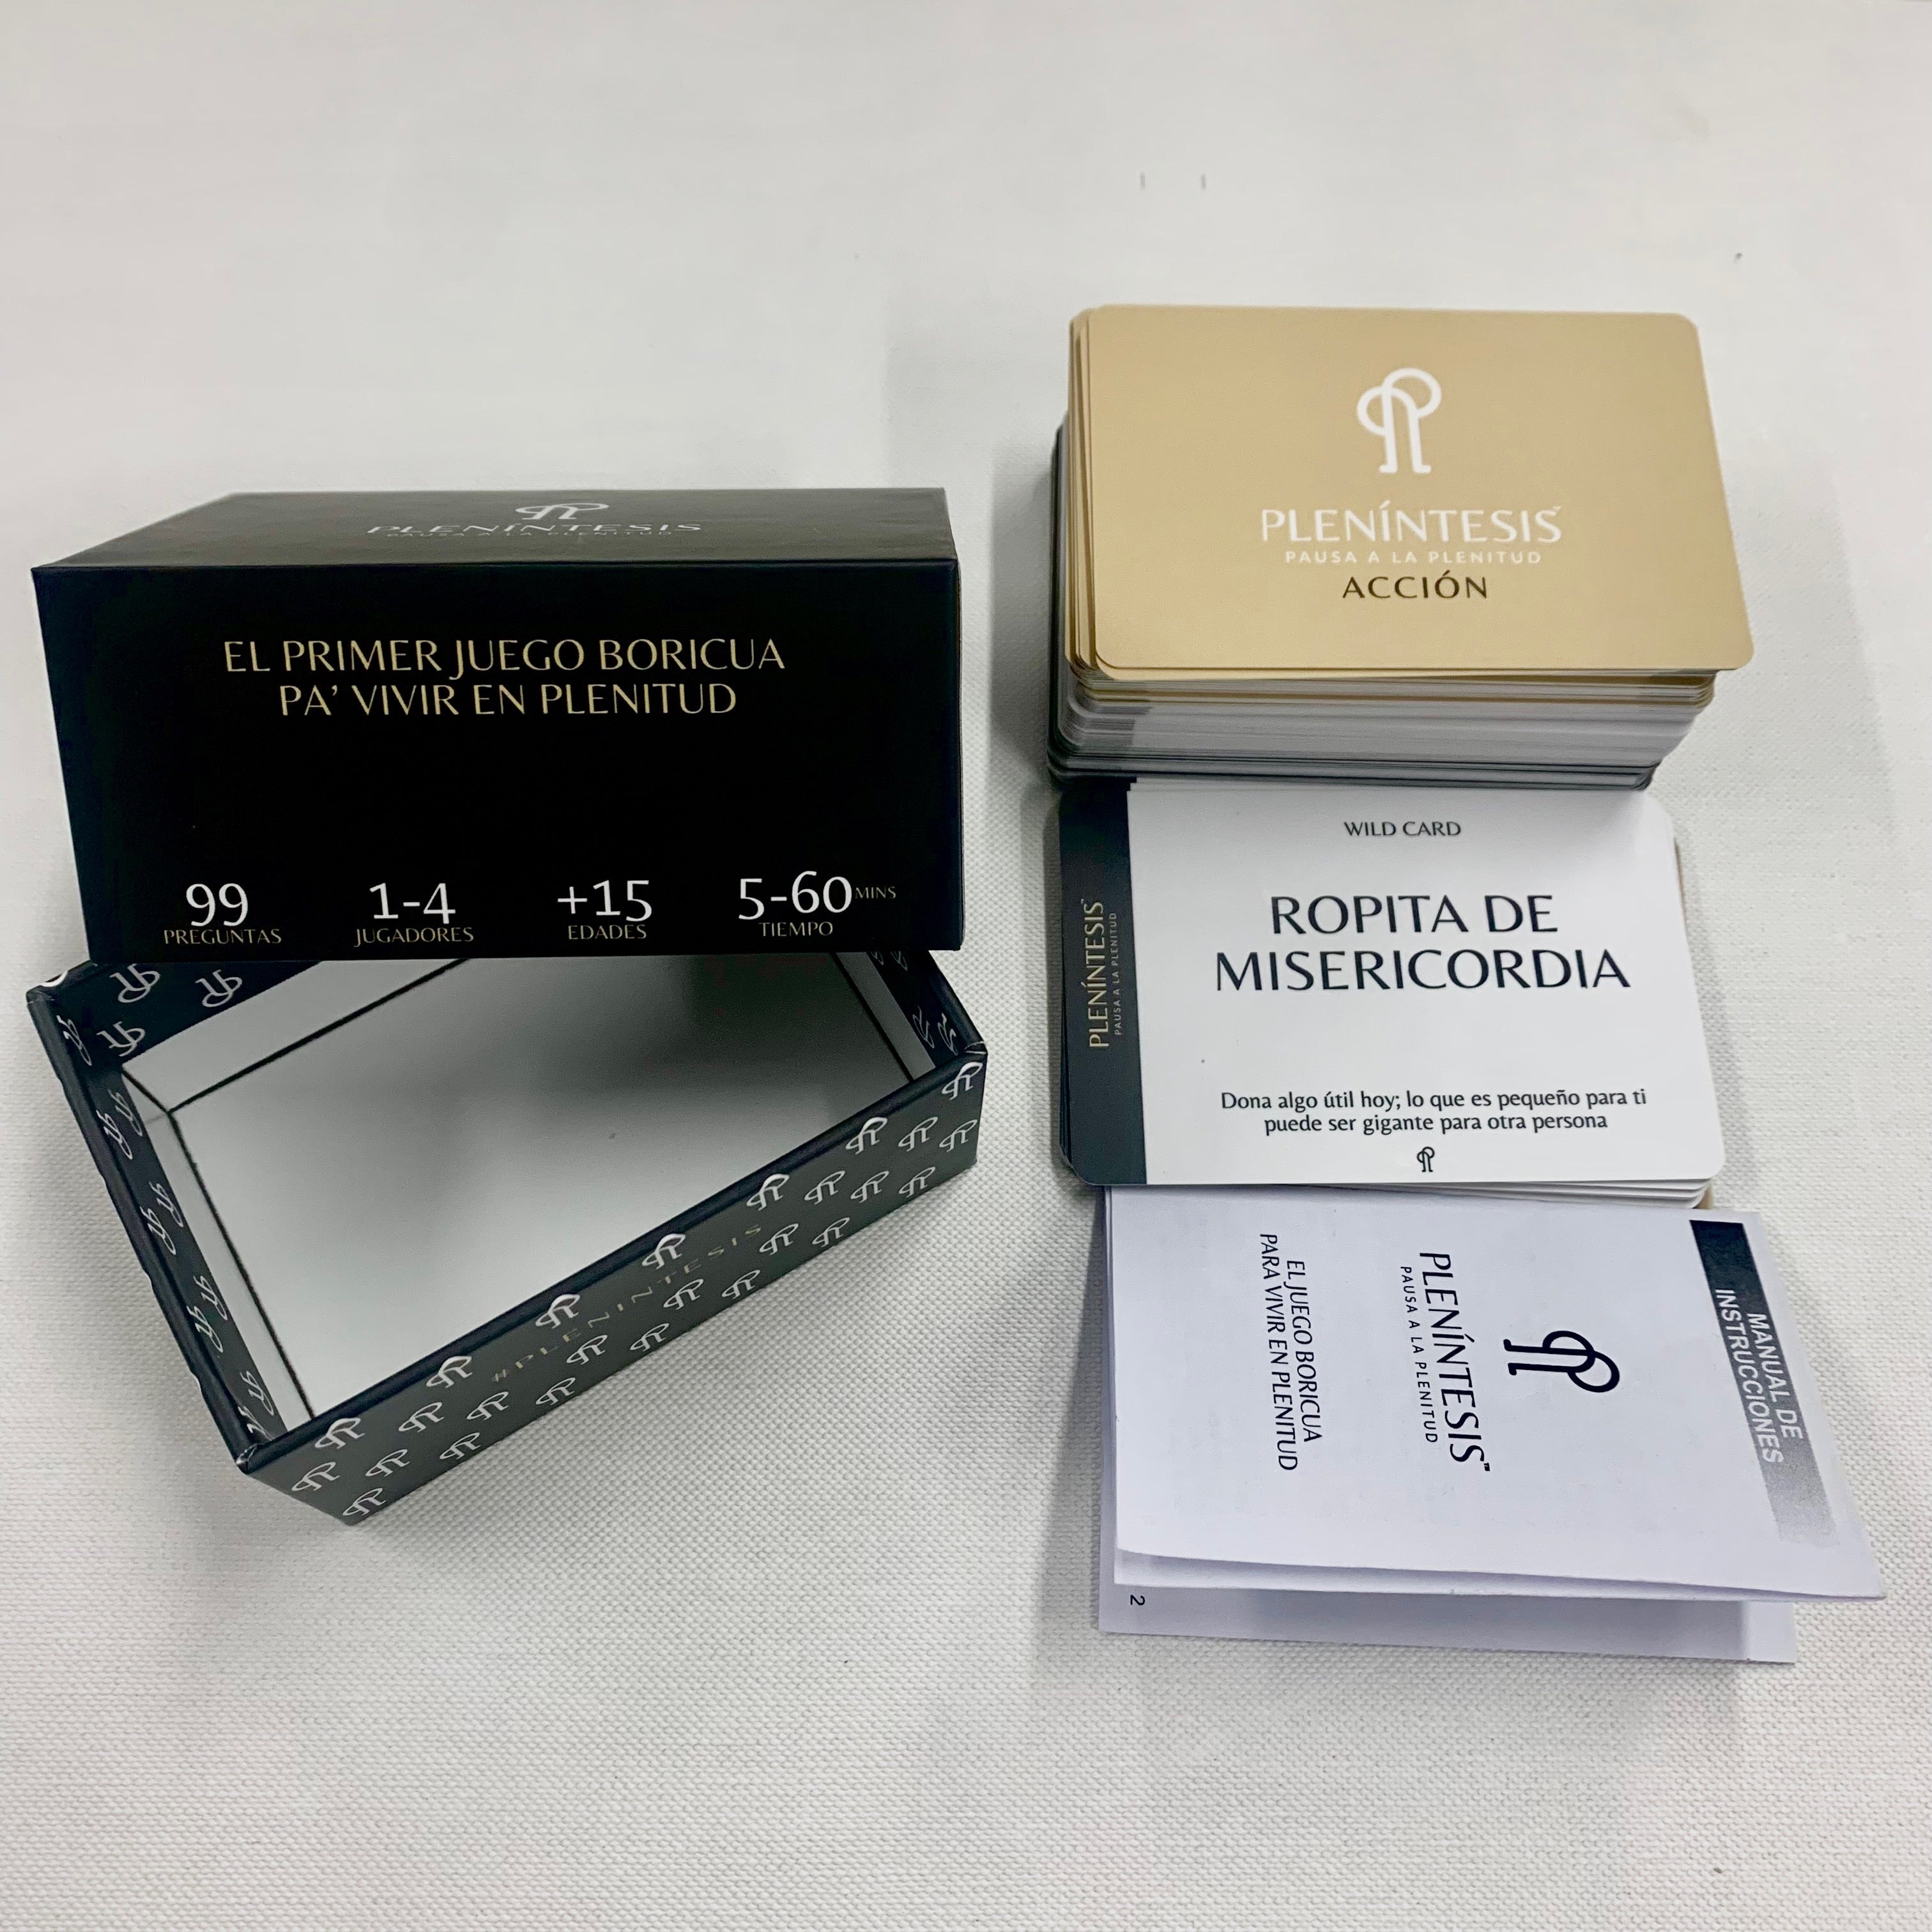 PLENÍNTESIS
PAUSA A LA PLENITUD
EL PRIMER JUEGO BORICUA
PA' VIVIR EN PLENITUD
99
PREGUNTAS
1-4
JUGADORES
+15
EDADES
5-60 MINS
TIEMPO
#PLENINTESIS
PLENÍNTESIS
PAUSA A LA PLENITUD
ACCIÓN
WILD CARD
ROPITA DE
MISERICORDIA
Dona algo útil hoy; lo que es pequeño para ti
puede ser gigante para otra persona
PLENÍNTESIS
PAUSA A LA PLENITUD
MANUAL DE
INSTRUCCIONES
PLENÍNTESIS™
PAUSA A LA PLENITUD
EL JUEGO BORICUA
PARA VIVIR EN PLENITUD
2